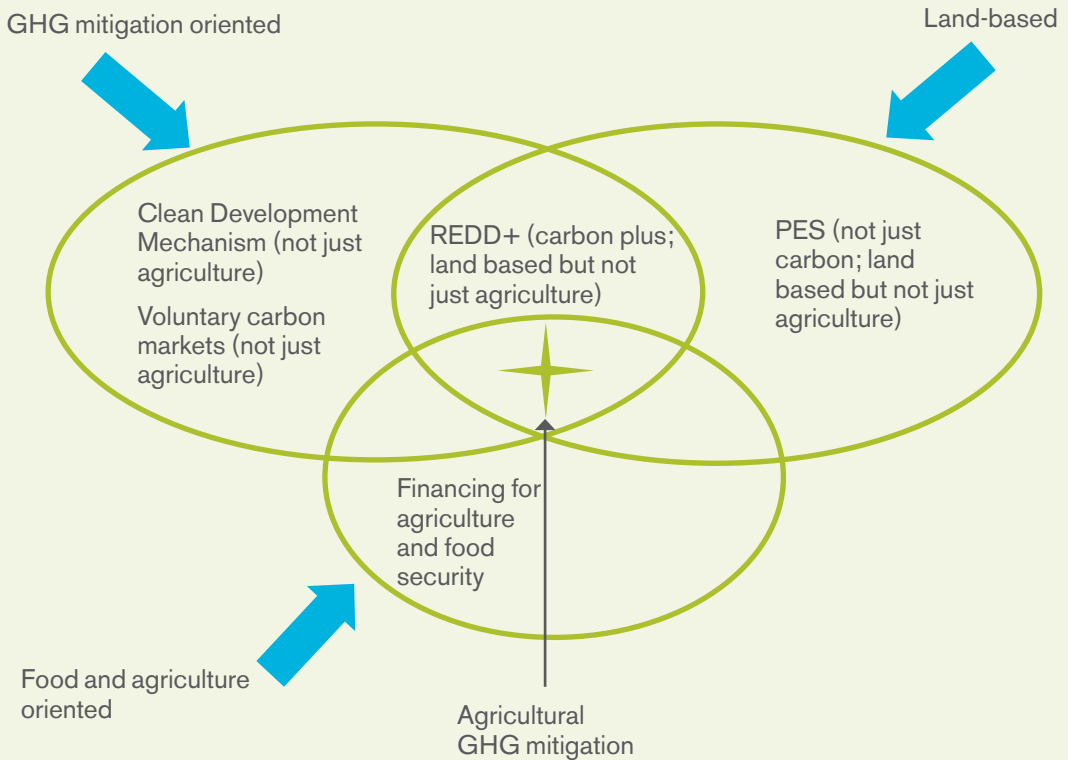 GHG mitigation oriented
Land-based
Clean Development
Mechanism (not just
agriculture)
Voluntary carbon
markets (not just
agriculture)
REDD+ (carbon plus;
land based but not
just agriculture)
PES (not just
carbon; land
based but not just
agriculture)
Financing for
agriculture
and food
security
Food and agriculture
oriented
Agricultural
GHG mitigation